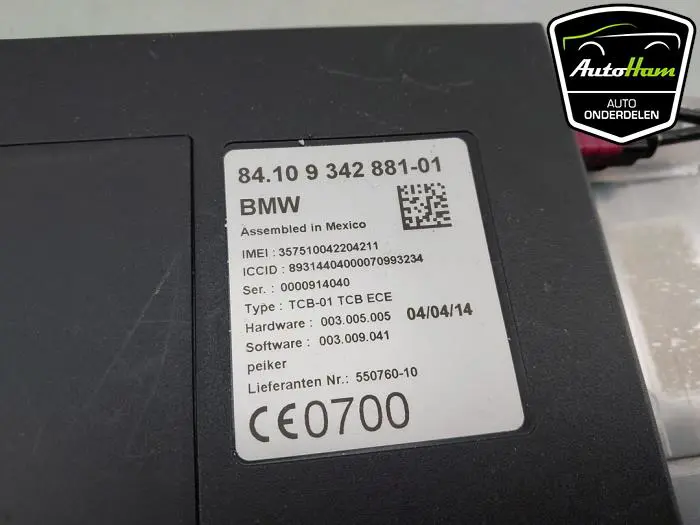 AutoHam
AUTO
ONDERDELEN
84.10 9 342 881-01
BMW
Assembled in Mexico
IMEI : 357510042204211
ICCID : 89314404000070993234
Ser. : 0000914040
Type : TCB-01 TCB ECE
Hardware : 003.005.005 04/04/14
Software : 003.009.041
peiker
Lieferanten Nr.: 550760-10
CE0700